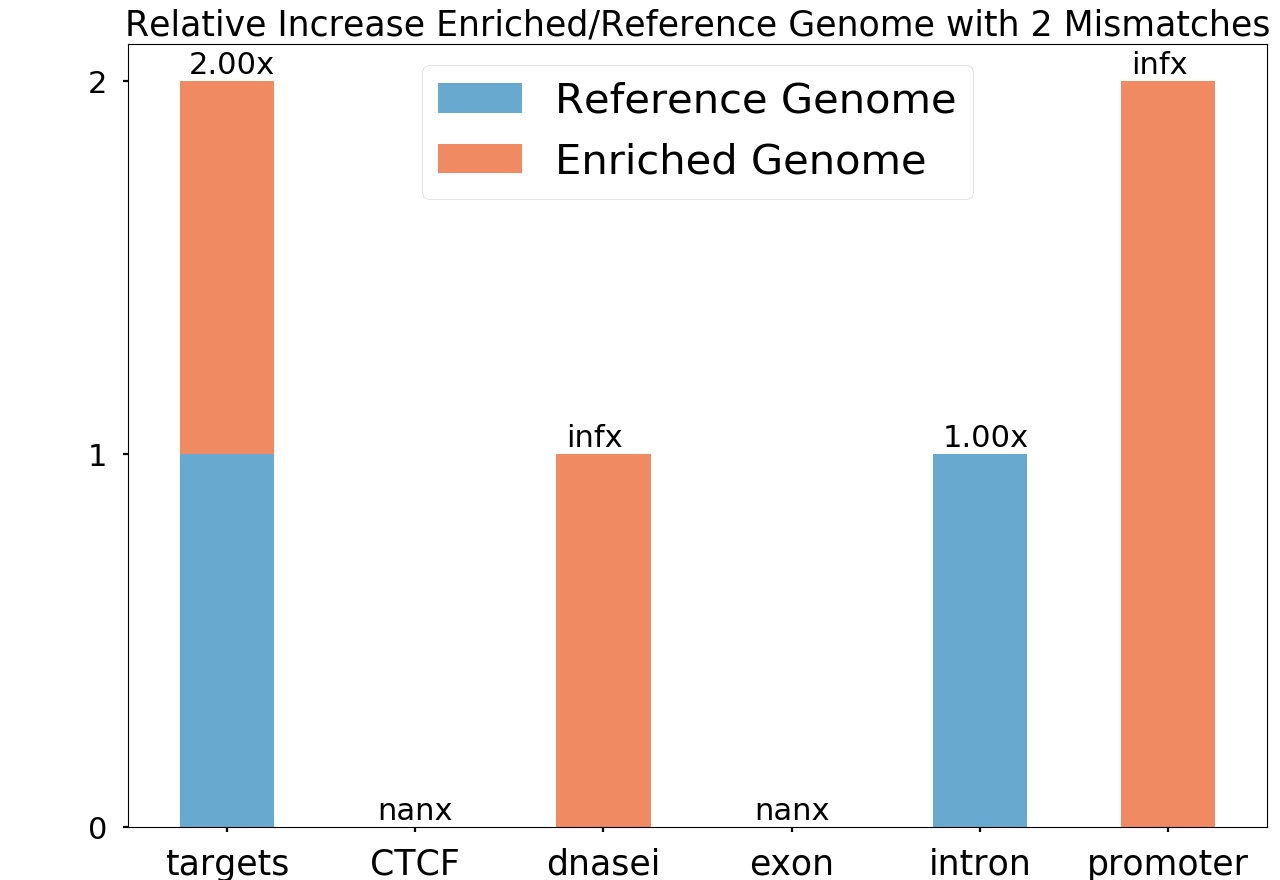 Relative Increase Enriched/Reference Genome with 2 Mismatches
2.00x
infx
2
Reference Genome
Enriched Genome
infx
1.00x
1
nanx
nanx
0
targets CTCF dnasei exon intron promoter